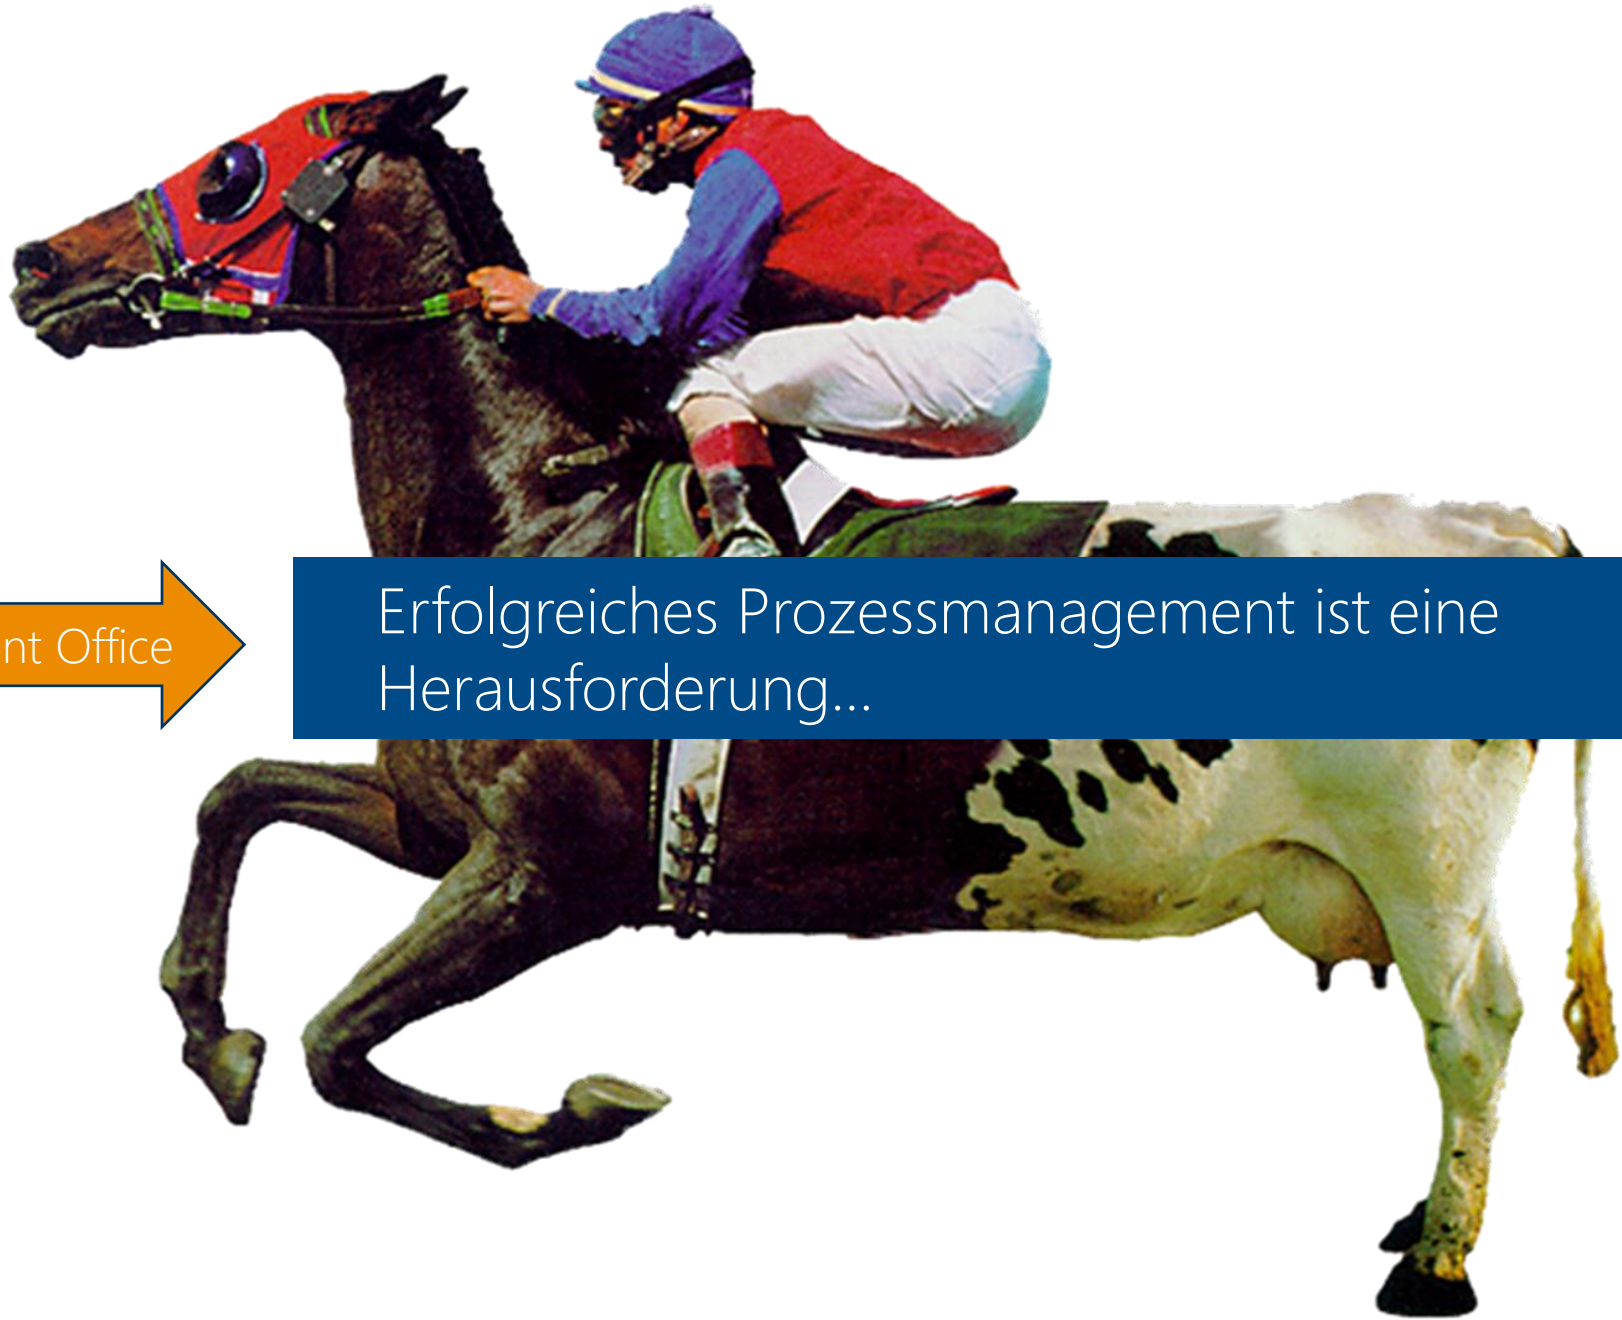 nt Office
Erfolgreiches Prozessmanagement ist eine
Herausforderung...